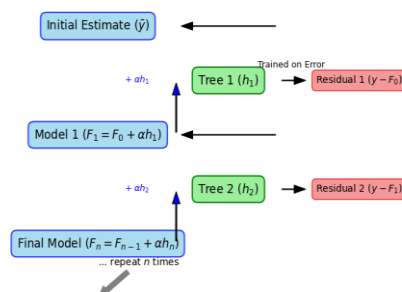 Initial Estimate (ȳ)
Trained on Error
+ αh₁
Tree 1 (h₁)
Residual 1 (y − F₀)
Model 1 (F₁ = F₀ + αh₁)
+ αh₂
Tree 2 (h₂)
Residual 2 (y − F₁)
Final Model (Fₙ = Fₙ₋₁ + αhₙ)
... repeat n times